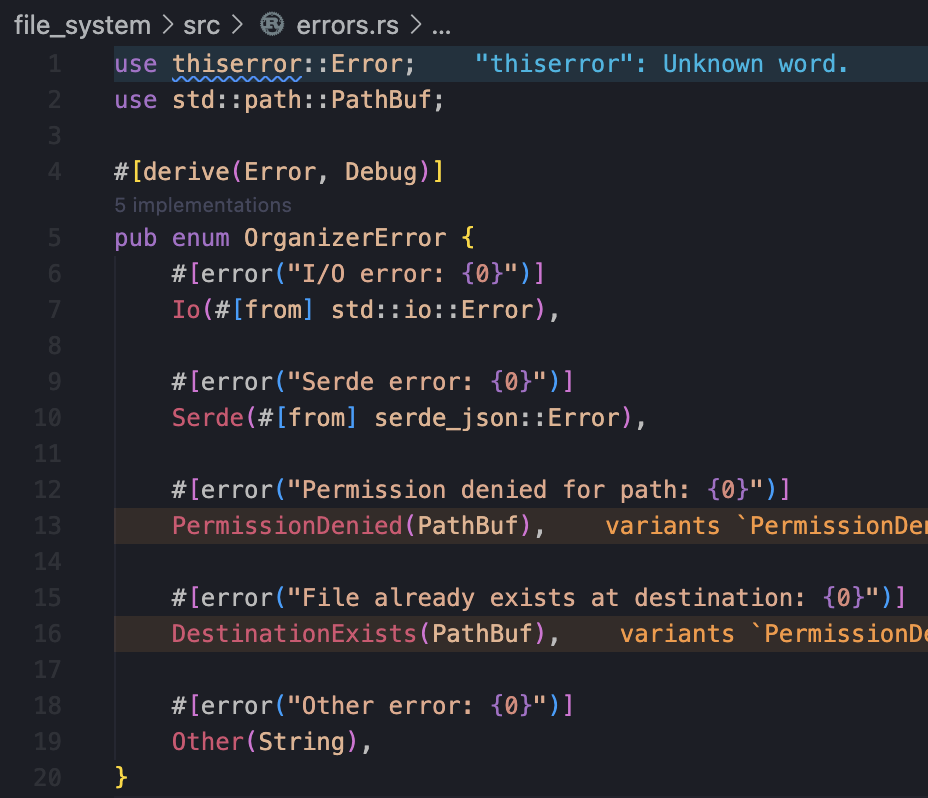 file_system > src > errors.rs > ...
1 use thiserror::Error; "thiserror": Unknown word.
2 use std::path::PathBuf;
3
4 #[derive(Error, Debug)]
5 implementations
5 pub enum OrganizerError {
6     #[error("I/O error: {0}")]
7     Io(#[from] std::io::Error),
8
9     #[error("Serde error: {0}")]
10     Serde(#[from] serde_json::Error),
11
12     #[error("Permission denied for path: {0}")]
13     PermissionDenied(PathBuf), variants `PermissionDen
14
15     #[error("File already exists at destination: {0}")]
16     DestinationExists(PathBuf), variants `PermissionDe
17
18     #[error("Other error: {0}")]
19     Other(String),
20 }